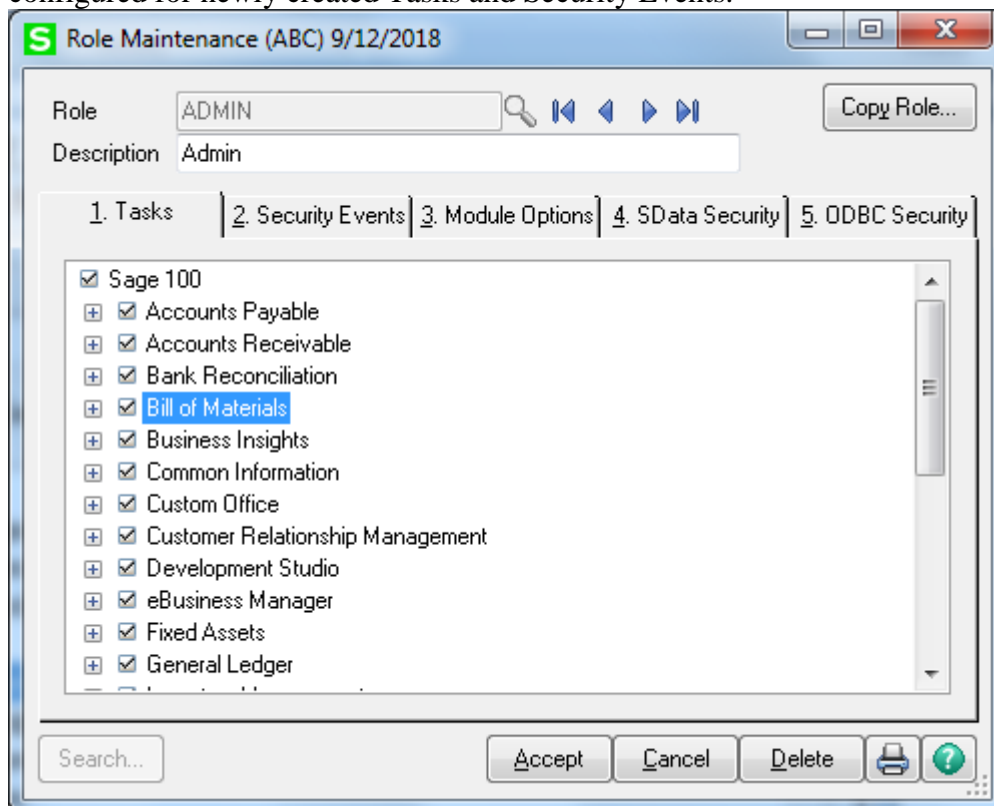 configured for newly created Tasks and Security Events.
S Role Maintenance (ABC) 9/12/2018
Role ADMIN Copy Role...
Description Admin
1. Tasks 2. Security Events 3. Module Options 4. SData Security 5. ODBC Security
Sage 100
Accounts Payable
Accounts Receivable
Bank Reconciliation
Bill of Materials
Business Insights
Common Information
Custom Office
Customer Relationship Management
Development Studio
eBusiness Manager
Fixed Assets
General Ledger
Search... Accept Cancel Delete ?